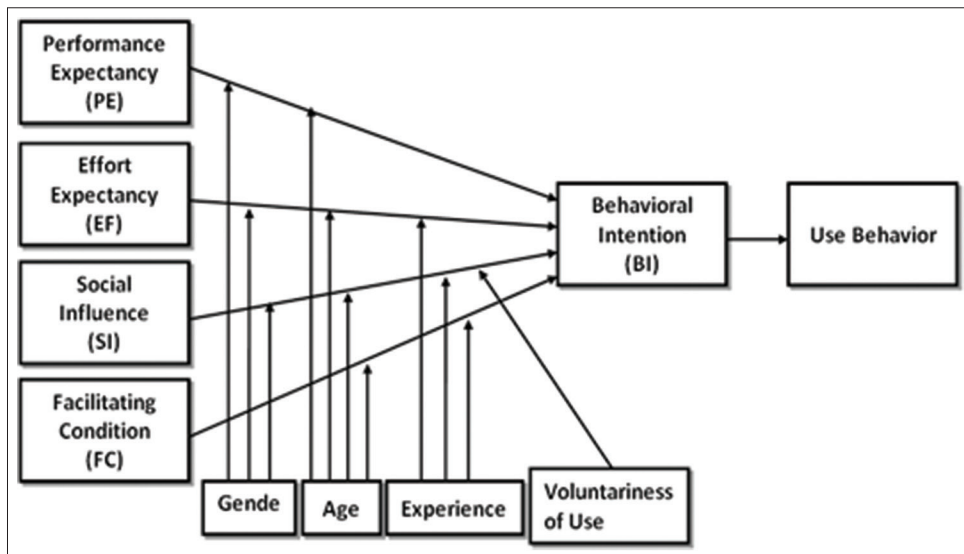 Performance
Expectancy
(PE)
Effort
Expectancy
(EF)
Social
Influence
(SI)
Facilitating
Condition
(FC)
Behavioral
Intention
(BI)
Use Behavior
Gende
Age
Experience
Voluntariness
of Use